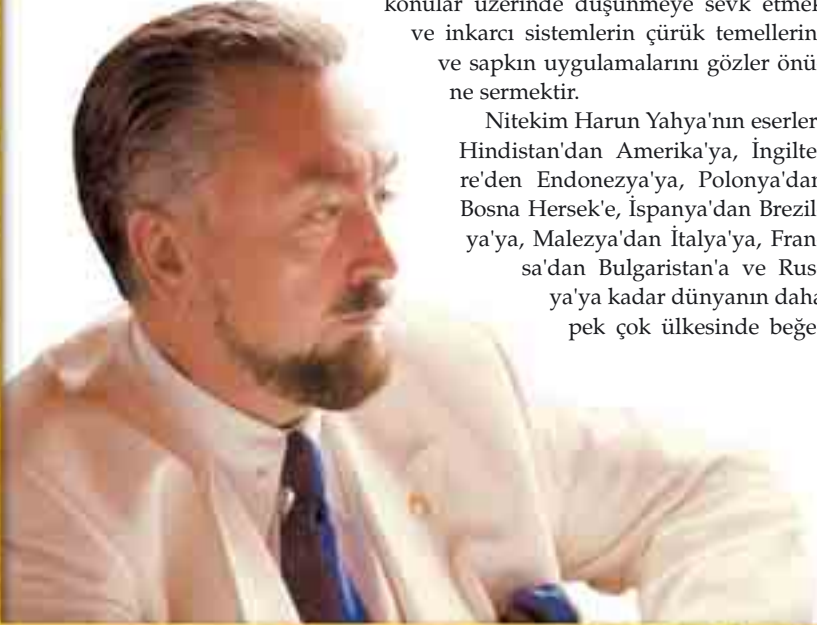 konular üzerinde düşünmeye sevk etmek
ve inkarcı sistemlerin çürük temellerin
ve sapkın uygulamalarını gözler önü
ne sermektir.
Nitekim Harun Yahya'nın eserler
Hindistan'dan Amerika'ya, İngilte
re'den Endonezya'ya, Polonya'dan
Bosna Hersek'e, İspanya'dan Brezil
ya'ya, Malezya'dan İtalya'ya, Fran
sa'dan Bulgaristan'a ve Rus
ya'ya kadar dünyanın daha
pek çok ülkesinde beğe